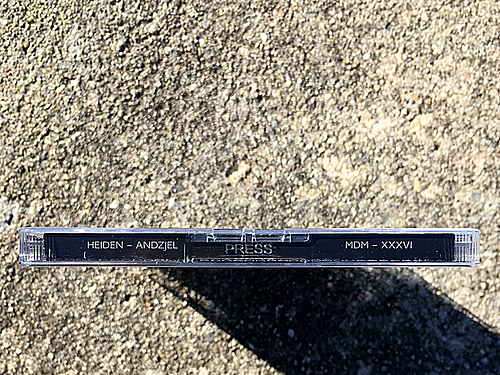 HEIDEN – ANDZJEL PRESS MDM – XXXVI